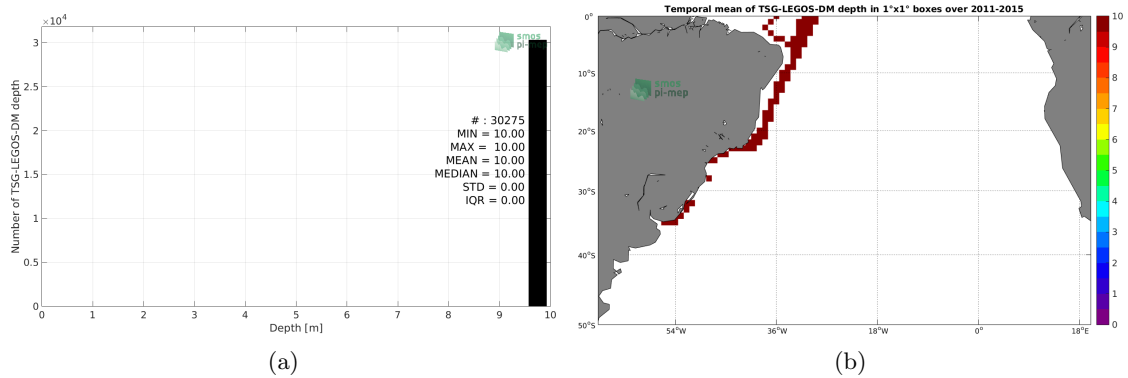 ×10⁴
3
2.5
2
1.5
1
0.5
0
Number of TSG-LEGOS-DM depth
smos
pi-mep
# : 30275
MIN = 10.00
MAX = 10.00
MEAN = 10.00
MEDIAN = 10.00
STD = 0.00
IQR = 0.00
0 1 2 3 4 5 6 7 8 9 10
Depth [m]
(a)
Temporal mean of TSG-LEGOS-DM depth in 1°x1° boxes over 2011-2015
0°
10°S
20°S
30°S
40°S
50°S
smos
pi-mep
54°W 36°W 18°W 0° 18°E
10
9
8
7
6
5
4
3
2
1
0
(b)